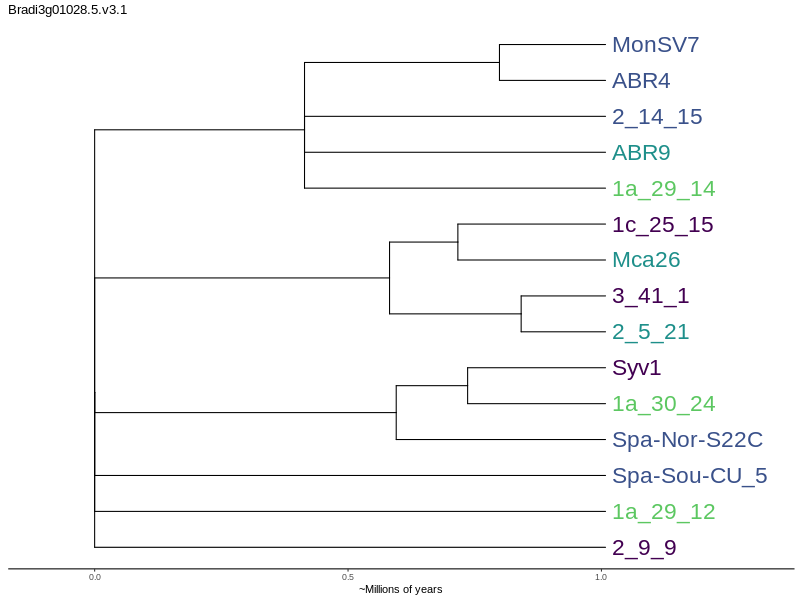 Bradi3g01028.5.v3.1
MonSV7
ABR4
2_14_15
ABR9
1a_29_14
1c_25_15
Mca26
3_41_1
2_5_21
Syv1
1a_30_24
Spa-Nor-S22C
Spa-Sou-CU_5
1a_29_12
2_9_9
0.0 0.5 1.0
~Millions of years